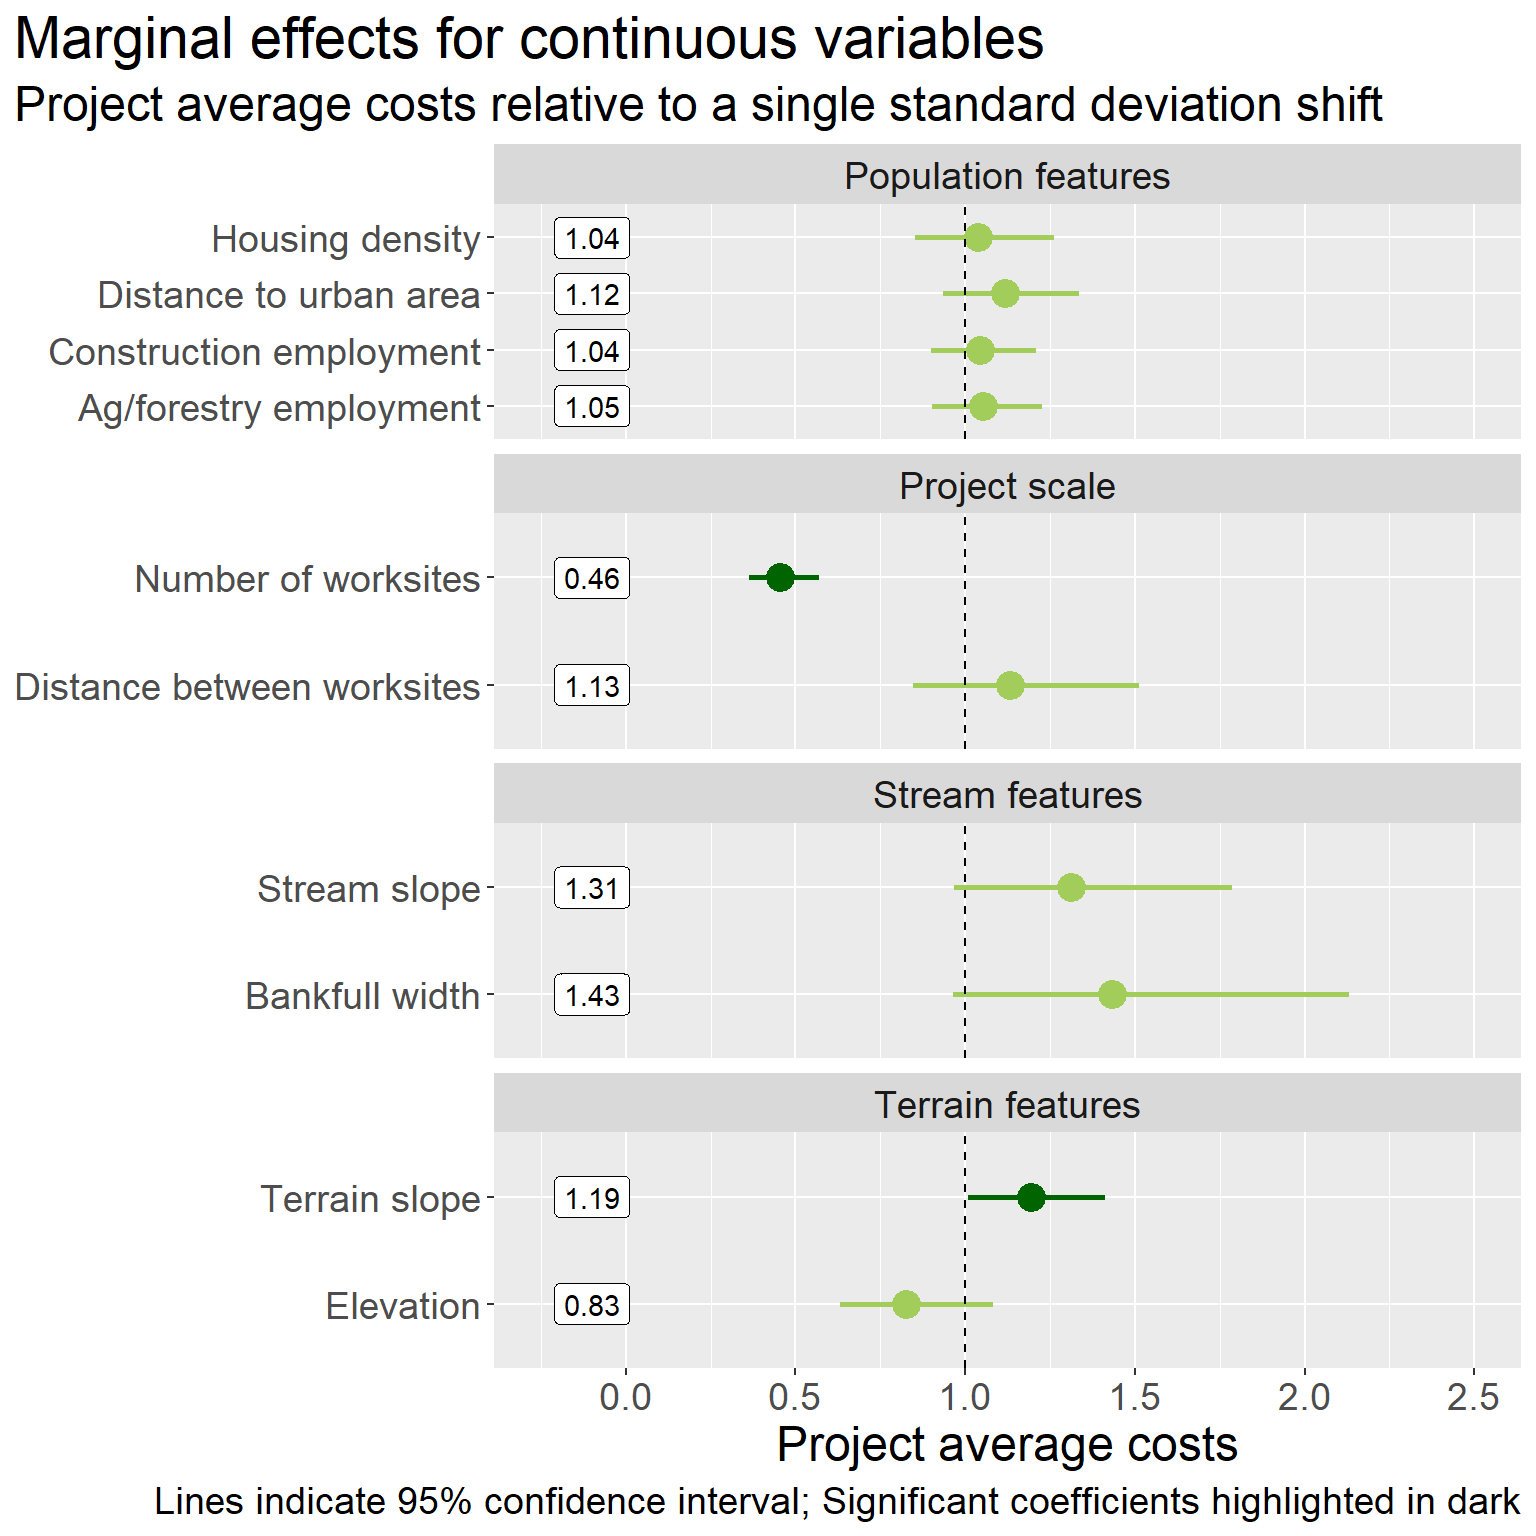 Marginal effects for continuous variables
Project average costs relative to a single standard deviation shift
Population features
Housing density 1.04
Distance to urban area 1.12
Construction employment 1.04
Ag/forestry employment 1.05
Project scale
Number of worksites 0.46
Distance between worksites 1.13
Stream features
Stream slope 1.31
Bankfull width 1.43
Terrain features
Terrain slope 1.19
Elevation 0.83
0.0 0.5 1.0 1.5 2.0 2.5
Project average costs
Lines indicate 95% confidence interval; Significant coefficients highlighted in dark